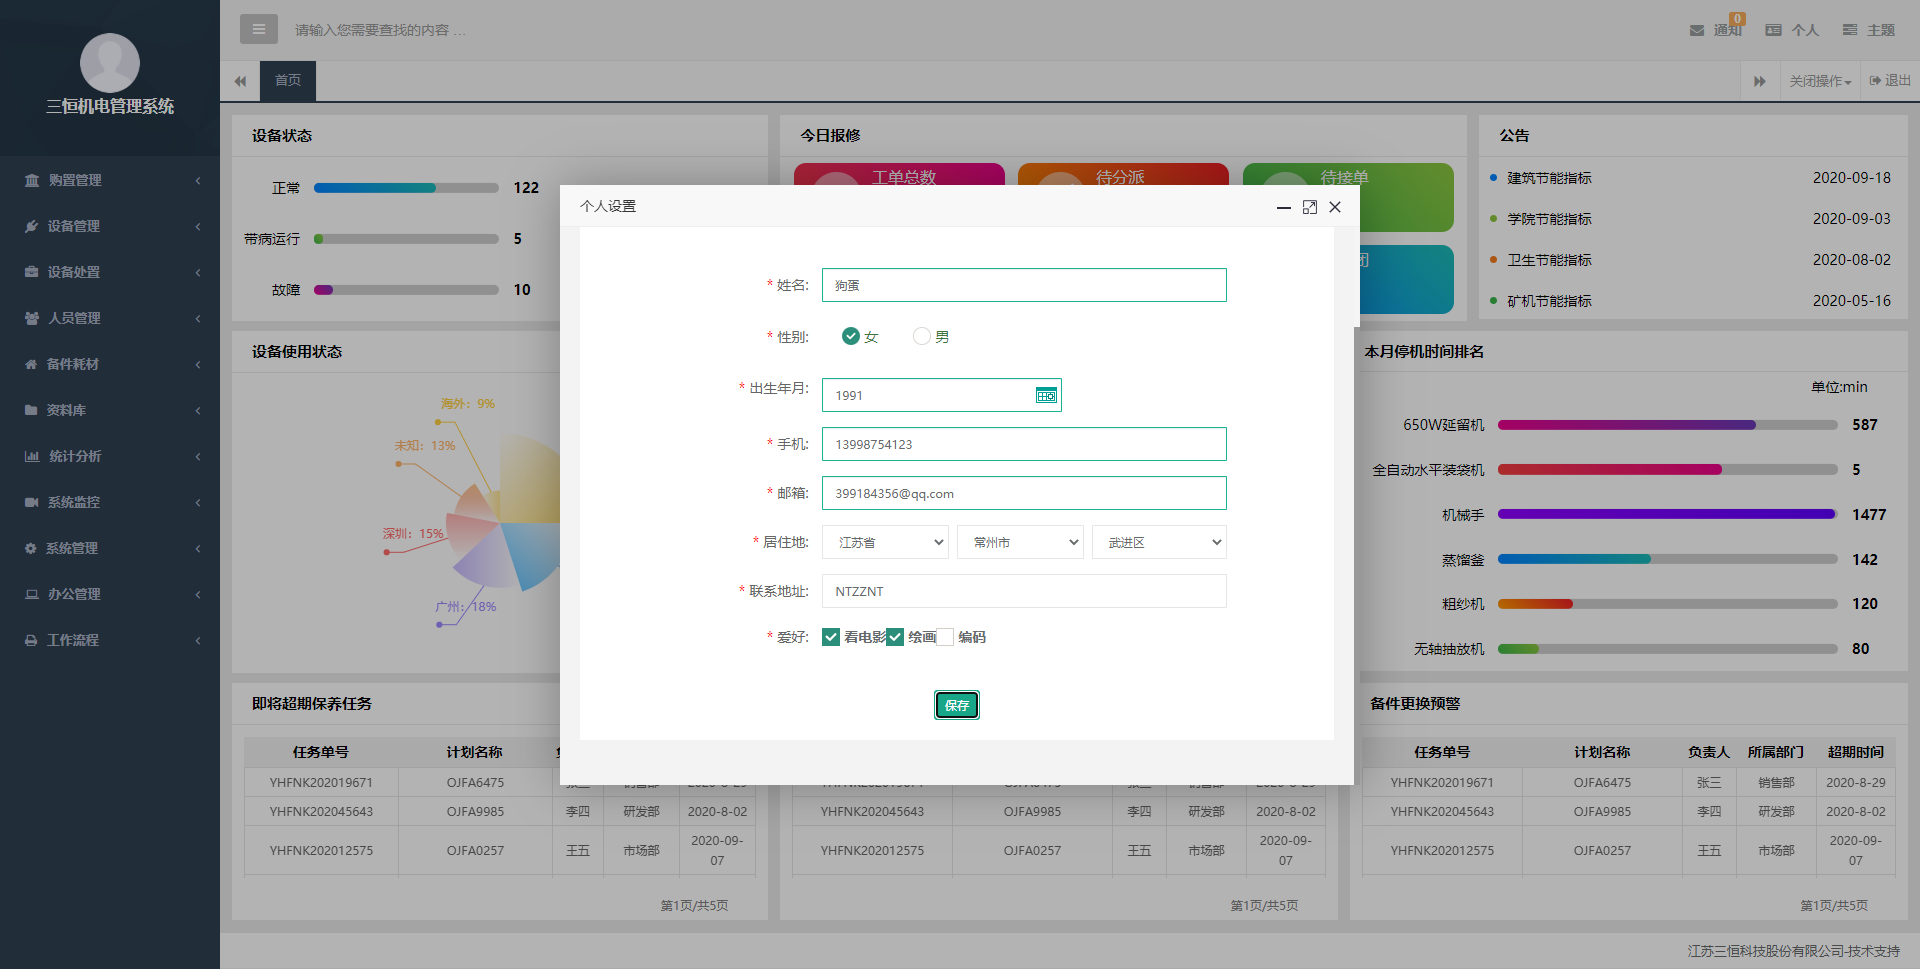 三恒机电管理系统
购置管理
设备管理
设备处置
人员管理
备件耗材
资料库
统计分析
系统监控
系统管理
办公管理
工作流程
请输入您需要查找的内容 …
通知
0
个人
主题
首页
关闭操作
退出
设备状态
正常 122
带病运行 5
故障 10
今日报修
工单总数
待分派
待接单
公告
建筑节能指标 2020-09-18
学院节能指标 2020-09-03
卫生节能指标 2020-08-02
矿机节能指标 2020-05-16
设备使用状态
海外：9%
未知：13%
深圳：15%
广州：18%
个人设置
* 姓名: 狗蛋
* 性别: 女 男
* 出生年月: 1991
* 手机: 13998754123
* 邮箱: 399184356@qq.com
* 居住地: 江苏省 常州市 武进区
* 联系地址: NTZZNT
* 爱好: 看电影 绘画 编码
保存
本月停机时间排名
单位:min
650W延留机 587
全自动水平装袋机 5
机械手 1477
蒸馏釜 142
粗纱机 120
无轴抽放机 80
即将超期保养任务
任务单号 计划名称
YHFNK202019671 OJFA6475 张三 销售部 2020-8-29
YHFNK202045643 OJFA9985 李四 研发部 2020-8-02
YHFNK202012575 OJFA0257 王五 市场部 2020-09-
07
第1页/共5页
YHFNK202019671 OJFA6475 张三 销售部 2020-8-29
YHFNK202045643 OJFA9985 李四 研发部 2020-8-02
YHFNK202012575 OJFA0257 王五 市场部 2020-09-
07
第1页/共5页
备件更换预警
任务单号 计划名称 负责人 所属部门 超期时间
YHFNK202019671 OJFA6475 张三 销售部 2020-8-29
YHFNK202045643 OJFA9985 李四 研发部 2020-8-02
YHFNK202012575 OJFA0257 王五 市场部 2020-09-
07
第1页/共5页
江苏三恒科技股份有限公司-技术支持